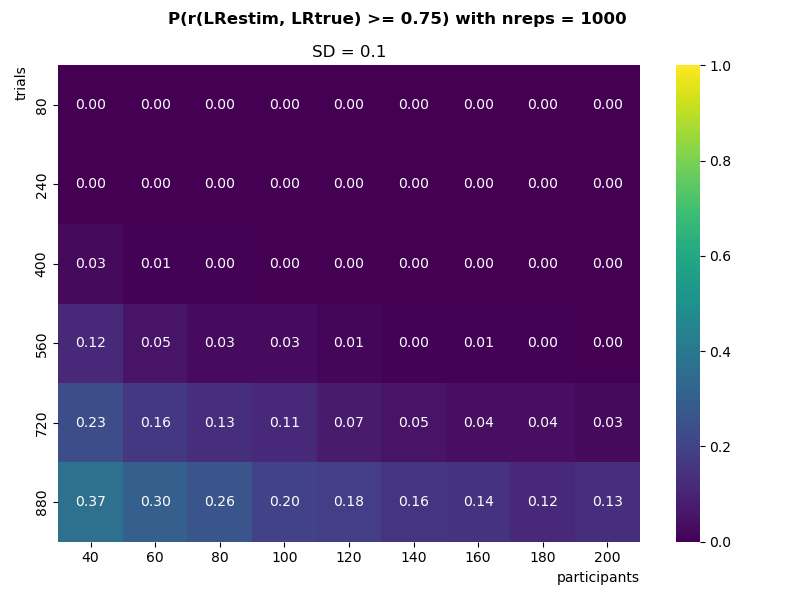 P(r(LRestim, LRtrue) >= 0.75) with nreps = 1000
SD = 0.1
trials
80 0.00 0.00 0.00 0.00 0.00 0.00 0.00 0.00 0.00
240 0.00 0.00 0.00 0.00 0.00 0.00 0.00 0.00 0.00
400 0.03 0.01 0.00 0.00 0.00 0.00 0.00 0.00 0.00
560 0.12 0.05 0.03 0.03 0.01 0.00 0.01 0.00 0.00
720 0.23 0.16 0.13 0.11 0.07 0.05 0.04 0.04 0.03
880 0.37 0.30 0.26 0.20 0.18 0.16 0.14 0.12 0.13
40 60 80 100 120 140 160 180 200
participants
1.0
0.8
0.6
0.4
0.2
0.0